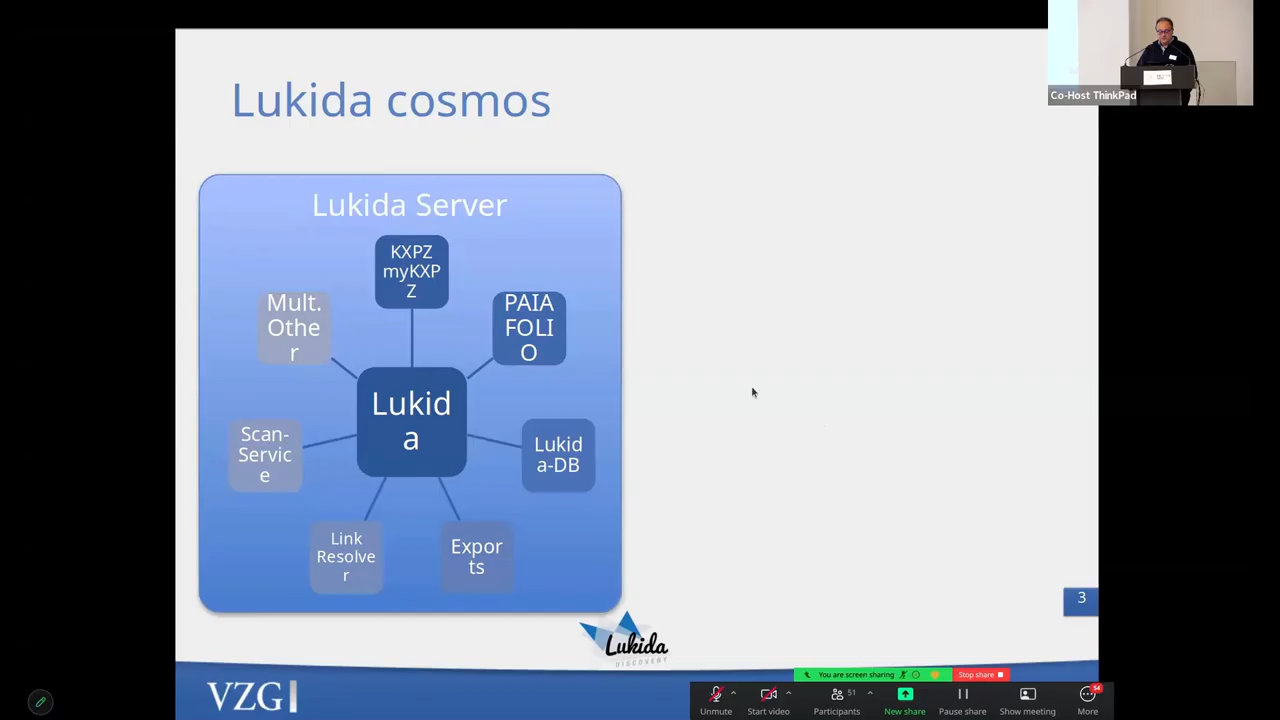 Co-Host ThinkPad
Lukida cosmos
Lukida Server
KXPZ
myKXP
Z
Mult.
Othe
r
PAIA
FOLI
O
Lukid
a
Scan-
Servic
e
Lukid
a-DB
Link
Resolve
r
Expor
ts
3
Lukida
DISCOVERY
VZG
You are screen sharing
Stop share
51
54
Unmute
Start video
Participants
New share
Pause share
Show meeting
More